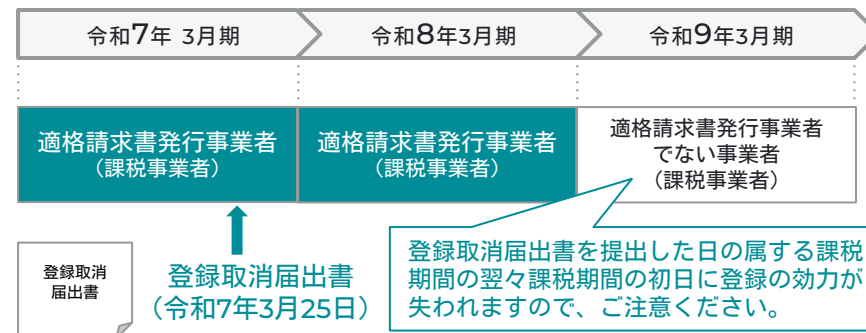 令和7年 3月期
令和8年3月期
令和9年3月期
適格請求書発行事業者
（課税事業者）
適格請求書発行事業者
（課税事業者）
適格請求書発行事業者
でない事業者
（課税事業者）
登録取消
届出書
登録取消届出書
（令和7年3月25日）
登録取消届出書を提出した日の属する課税
期間の翌々課税期間の初日に登録の効力が
失われますので、ご注意ください。